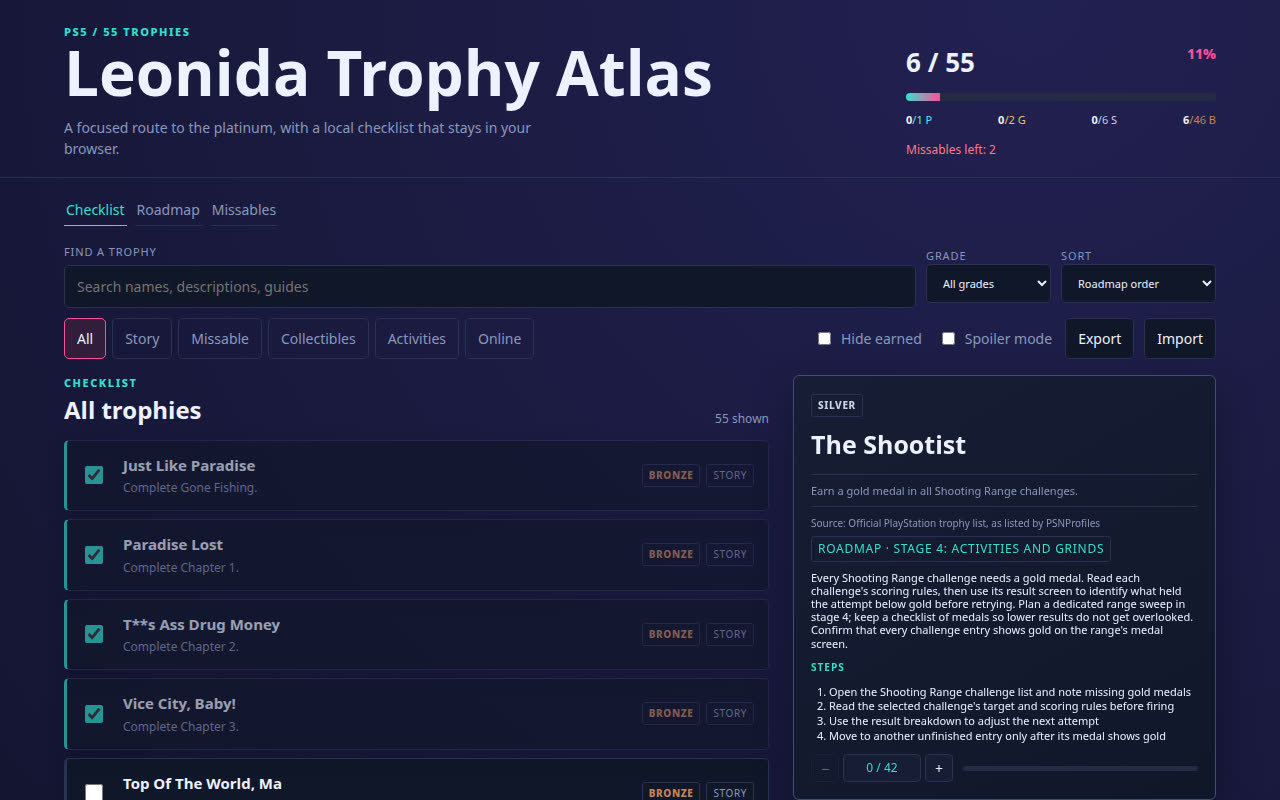 PS5 / 55 TROPHIES
Leonida Trophy Atlas
A focused route to the platinum, with a local checklist that stays in your
browser.
6 / 55
11%
0/1 P
0/2 G
0/6 S
6/46 B
Missables left: 2
Checklist
Roadmap
Missables
FIND A TROPHY
Search names, descriptions, guides
GRADE
All grades
SORT
Roadmap order
All
Story
Missable
Collectibles
Activities
Online
Hide earned
Spoiler mode
Export
Import
CHECKLIST
All trophies
55 shown
Just Like Paradise
Complete Gone Fishing.
BRONZE
STORY
Paradise Lost
Complete Chapter 1.
BRONZE
STORY
T**s Ass Drug Money
Complete Chapter 2.
BRONZE
STORY
Vice City, Baby!
Complete Chapter 3.
BRONZE
STORY
Top Of The World, Ma
BRONZE
STORY
SILVER
The Shootist
Earn a gold medal in all Shooting Range challenges.
Source: Official PlayStation trophy list, as listed by PSNProfiles
ROADMAP · STAGE 4: ACTIVITIES AND GRINDS
Every Shooting Range challenge needs a gold medal. Read each
challenge's scoring rules, then use its result screen to identify what held
the attempt below gold before retrying. Plan a dedicated range sweep in
stage 4; keep a checklist of medals so lower results do not get overlooked.
Confirm that every challenge entry shows gold on the range's medal
screen.
STEPS
1. Open the Shooting Range challenge list and note missing gold medals
2. Read the selected challenge's target and scoring rules before firing
3. Use the result breakdown to adjust the next attempt
4. Move to another unfinished entry only after its medal shows gold
– 0 / 42 +